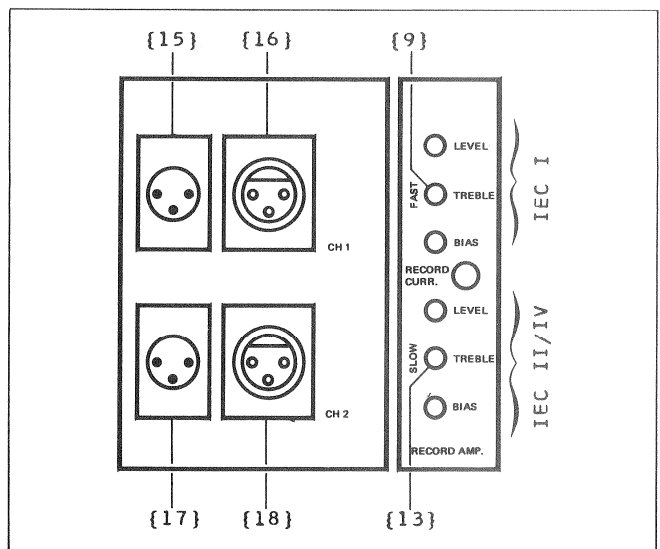 {15} {16} {9}
LEVEL
FAST
TREBLE
IEC I
BIAS
CH 1
RECORD
CURR.
LEVEL
SLOW
TREBLE
IEC II/IV
BIAS
CH 2
RECORD AMP.
{17} {18} {13}